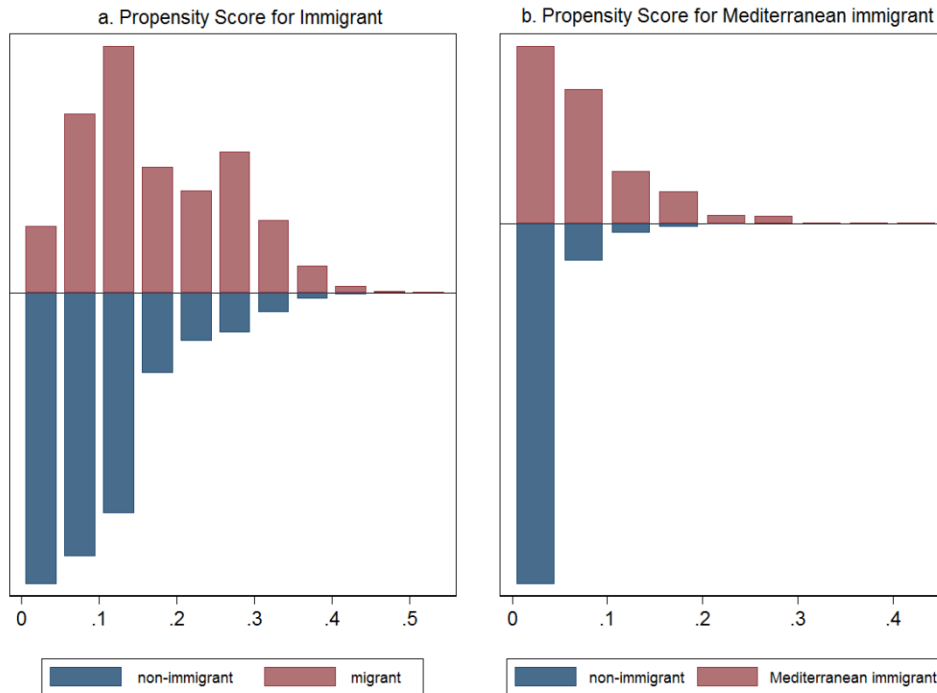 a. Propensity Score for Immigrant
0 .1 .2 .3 .4 .5
non-immigrant migrant
b. Propensity Score for Mediterranean immigrant
0 .1 .2 .3 .4
non-immigrant Mediterranean immigrant